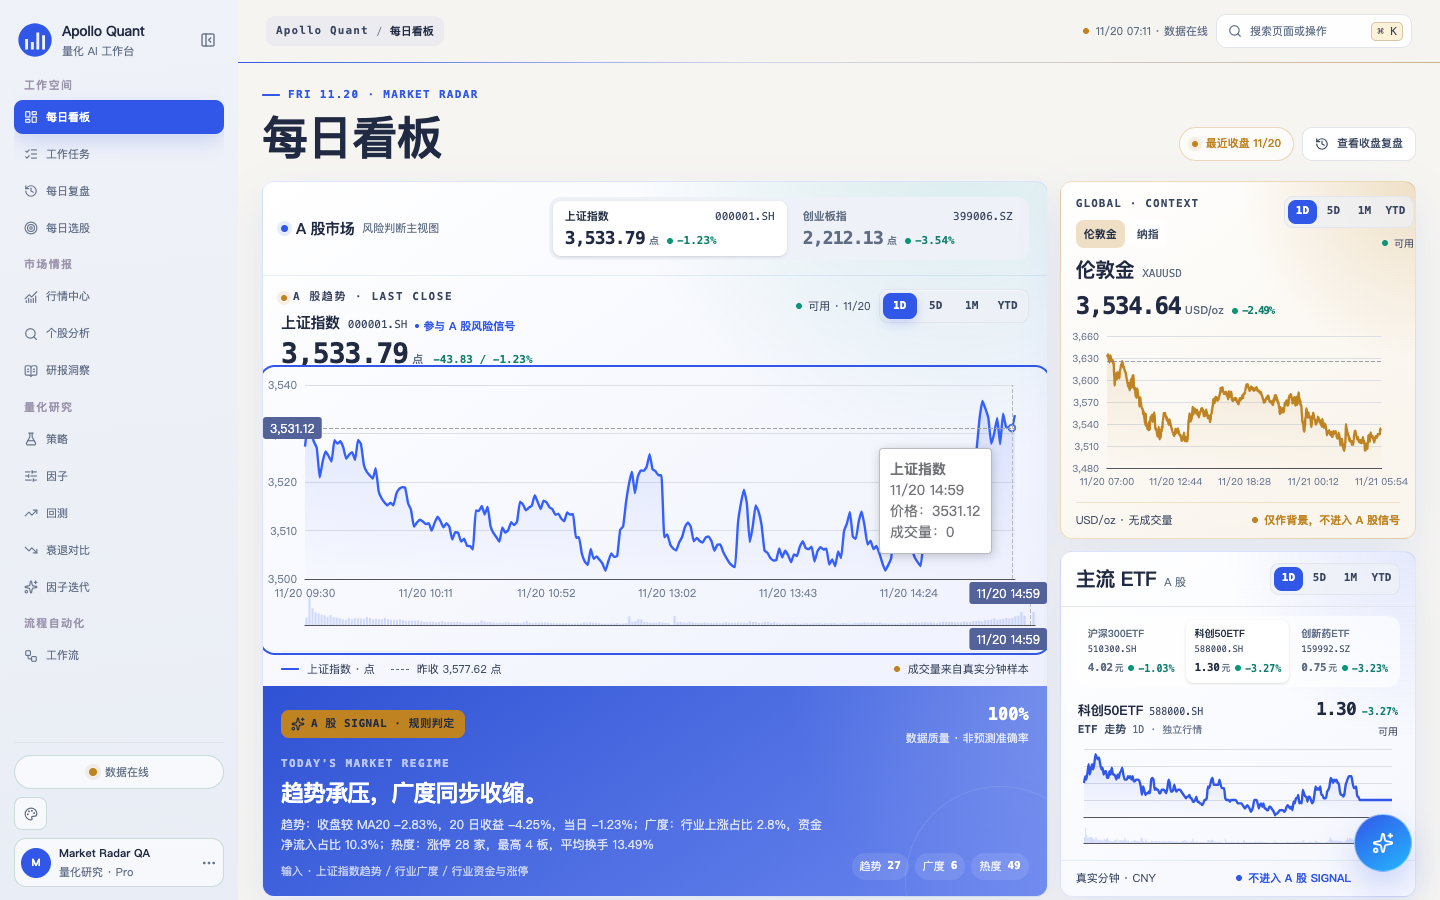 Apollo Quant
量化 AI 工作台
工作空间
每日看板
工作任务
每日复盘
每日选股
市场情报
行情中心
个股分析
研报洞察
量化研究
策略
因子
回测
衰退对比
因子迭代
流程自动化
工作流
数据在线
M
Market Radar QA
量化研究 · Pro
Apollo Quant / 每日看板
11/20 07:11 · 数据在线
搜索页面或操作
⌘ K
FRI 11.20 · MARKET RADAR
每日看板
最近收盘 11/20
查看收盘复盘
A 股市场 风险判断主视图
上证指数 000001.SH
3,533.79 点 −1.23%
创业板指 399006.SZ
2,212.13 点 −3.54%
A 股趋势 · LAST CLOSE
可用 · 11/20
1D 5D 1M YTD
上证指数 000001.SH 参与 A 股风险信号
3,533.79 点 −43.83 / −1.23%
3,540
3,531.12
3,520
3,510
3,500
上证指数
11/20 14:59
价格: 3531.12
成交量: 0
11/20 09:30 11/20 10:11 11/20 10:52 11/20 13:02 11/20 13:43 11/20 14:24 11/20 14:59
11/20 14:59
上证指数 · 点 昨收 3,577.62 点
成交量来自真实分钟样本
A 股 SIGNAL · 规则判定
100%
数据质量 · 非预测准确率
TODAY'S MARKET REGIME
趋势承压，广度同步收缩。
趋势：收盘较 MA20 −2.83%，20 日收益 −4.25%，当日 −1.23%；广度：行业上涨占比 2.8%，资金
净流入占比 10.3%；热度：涨停 28 家，最高 4 板，平均换手 13.49%
输入 · 上证指数趋势 / 行业广度 / 行业资金与涨停
趋势 27
广度 6
热度 49
GLOBAL · CONTEXT
1D 5D 1M YTD
伦敦金 纳指
可用
伦敦金 XAUUSD
3,534.64 USD/oz −2.49%
3,660
3,630
3,600
3,570
3,540
3,510
3,480
11/20 07:00 11/20 12:44 11/20 18:28 11/21 00:12 11/21 05:54
USD/oz · 无成交量
仅作背景，不进入 A 股信号
主流 ETF A 股
1D 5D 1M YTD
沪深300ETF
510300.SH
4.02 元 −1.03%
科创50ETF
588000.SH
1.30 元 −3.27%
创新药ETF
159992.SZ
0.75 元 −3.23%
科创50ETF 588000.SH
1.30 −3.27%
ETF 走势 1D · 独立行情
可用
真实分钟 · CNY
不进入 A 股 SIGNAL